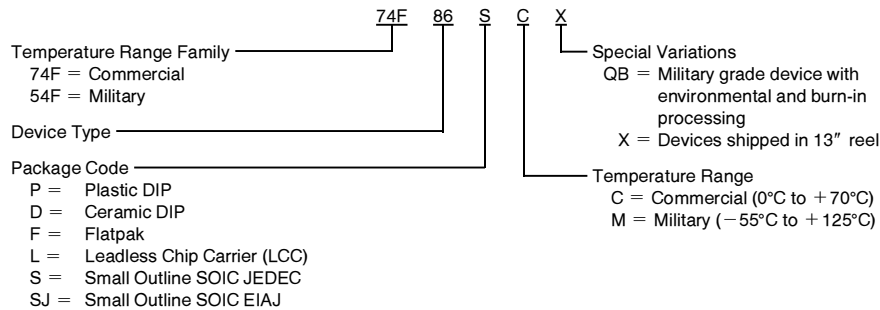 74F 86 S C X
Temperature Range Family
74F = Commercial
54F = Military
Device Type
Package Code
P = Plastic DIP
D = Ceramic DIP
F = Flatpak
L = Leadless Chip Carrier (LCC)
S = Small Outline SOIC JEDEC
SJ = Small Outline SOIC EIAJ
Special Variations
QB = Military grade device with
environmental and burn-in
processing
X = Devices shipped in 13″ reel
Temperature Range
C = Commercial (0°C to +70°C)
M = Military (−55°C to +125°C)